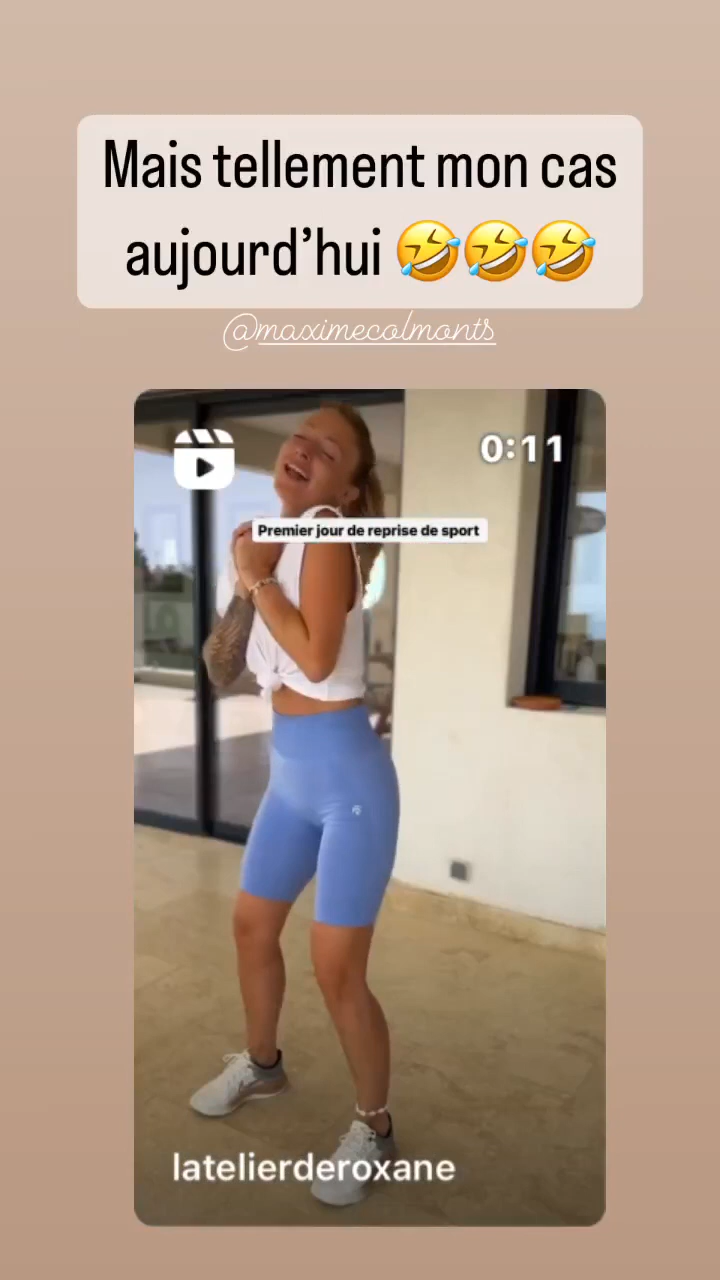 Mais tellement mon cas
aujourd’hui 🤣🤣🤣
@maximecolmonts
0:11
Premier jour de reprise de sport
latelierderoxane